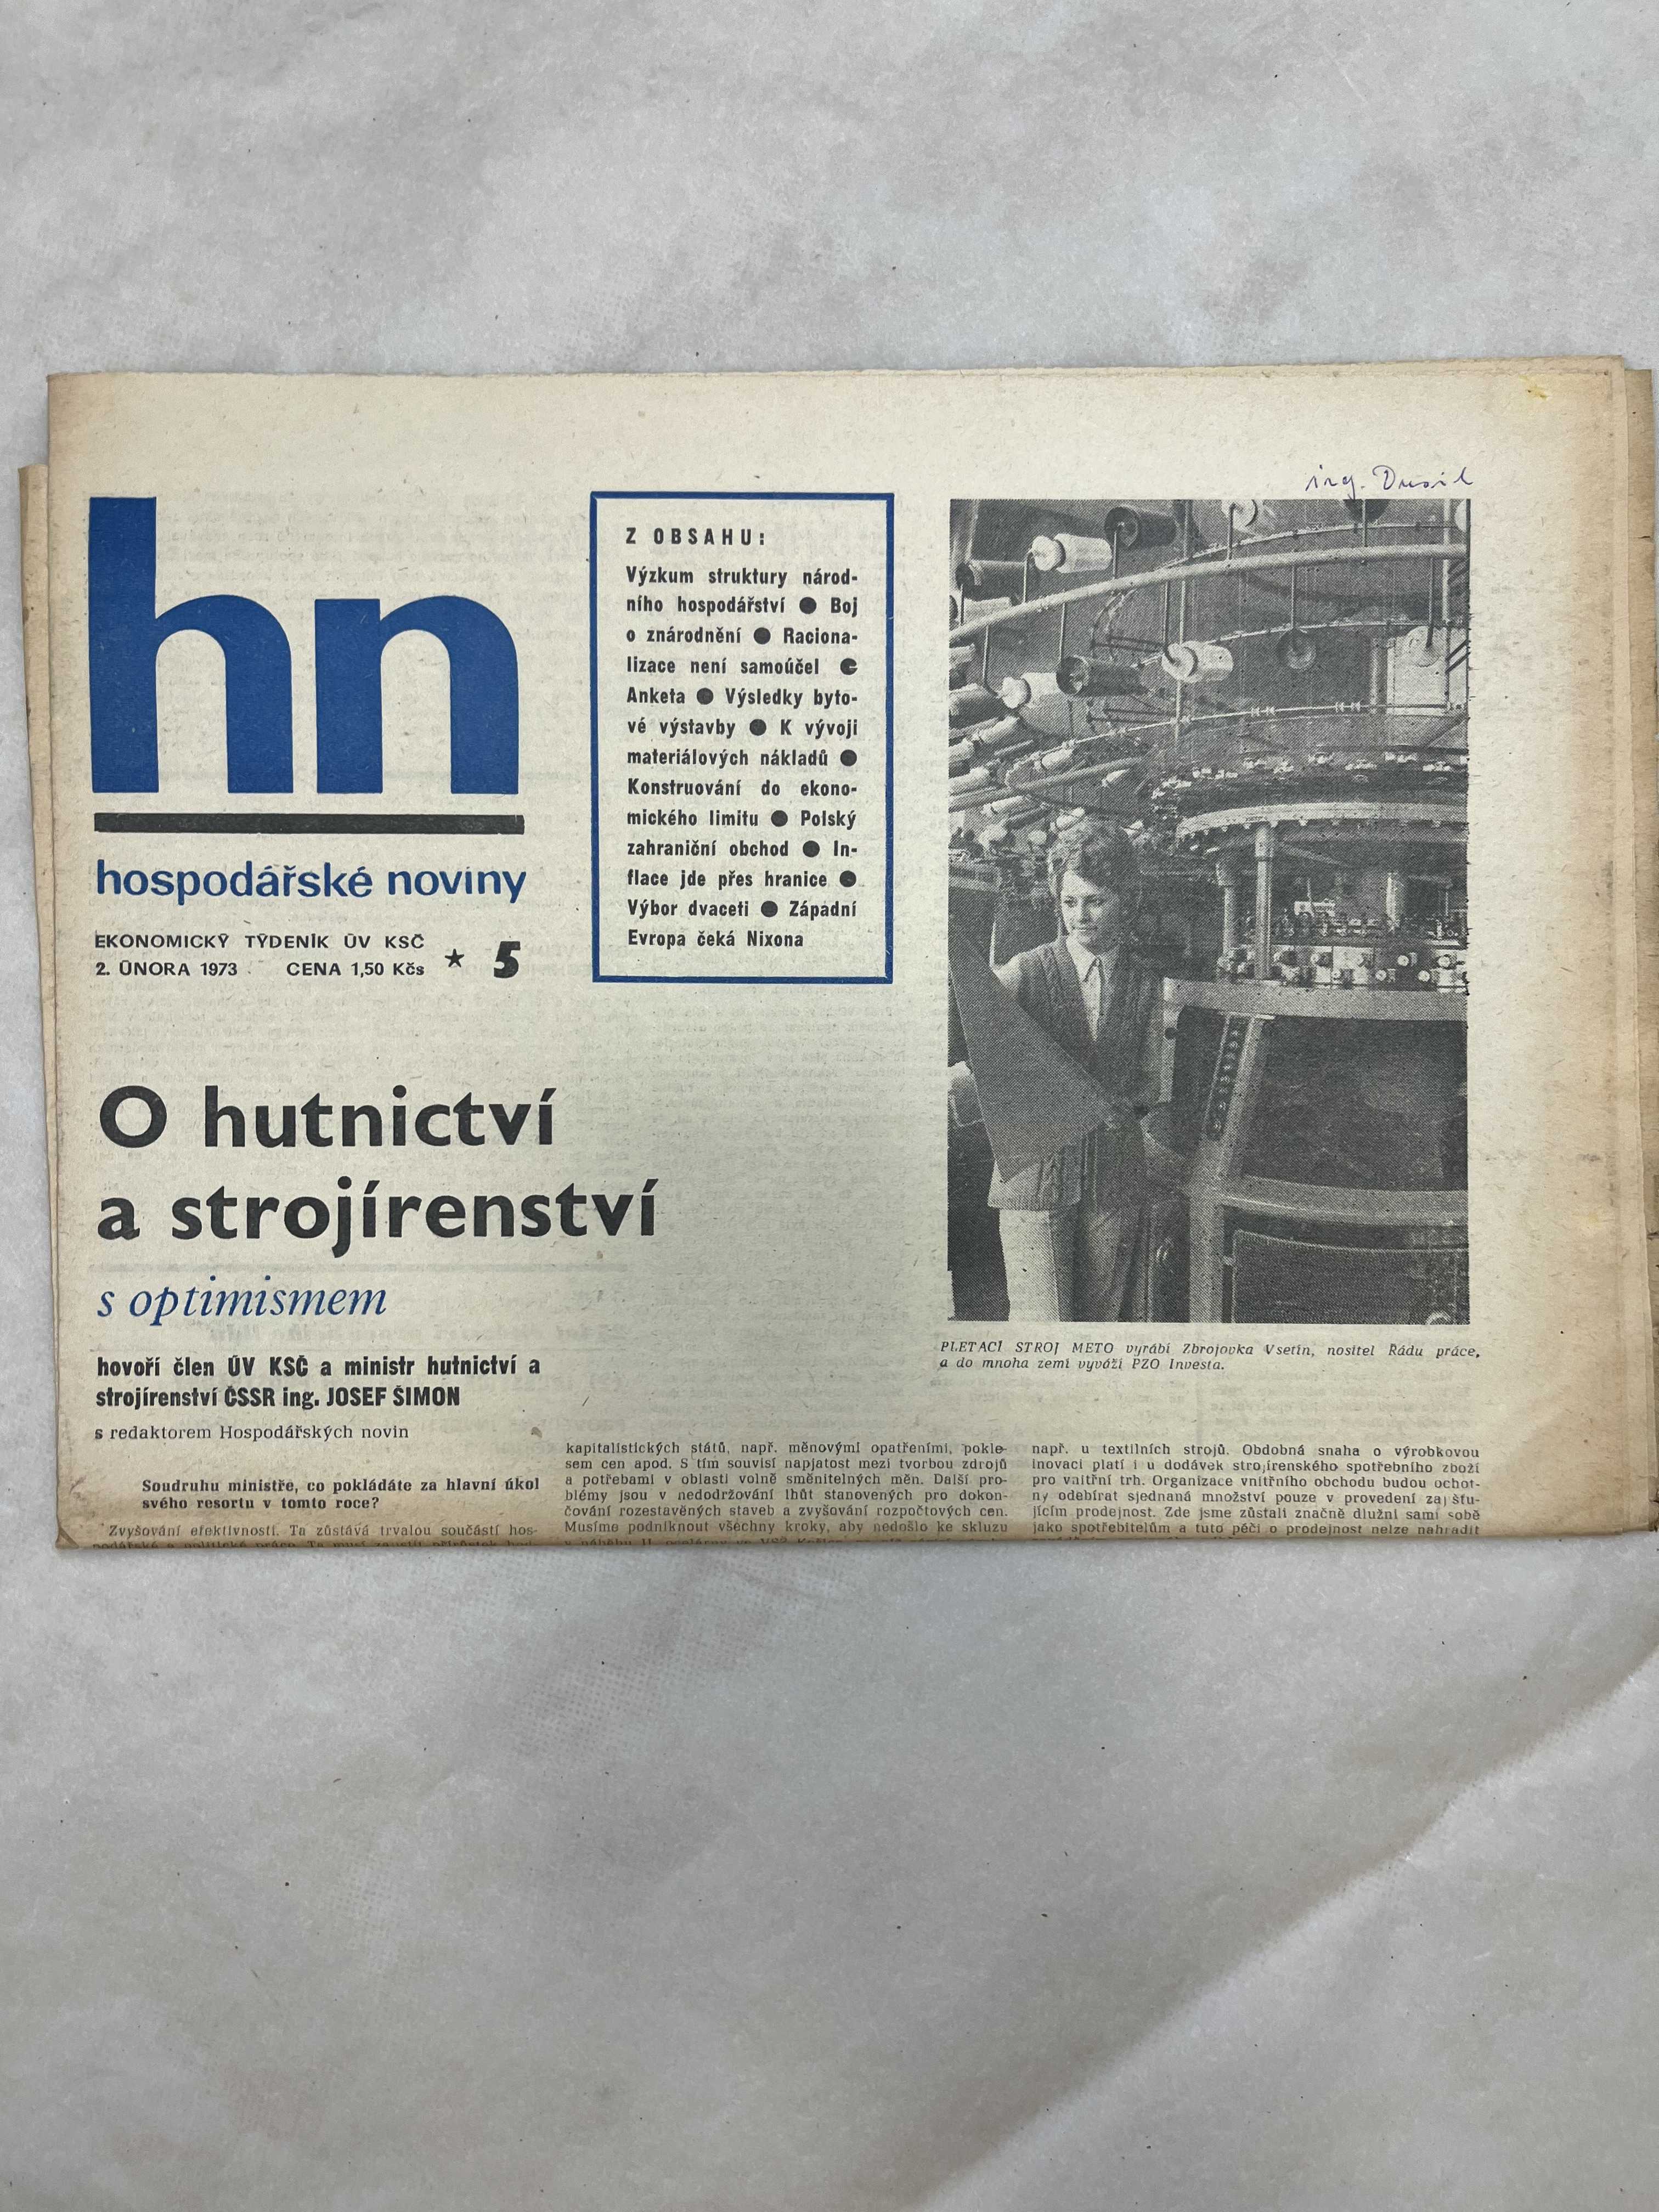 hn
hospodářské noviny
EKONOMICKÝ TÝDENÍK ÚV KSČ
2. ÚNORA 1973 CENA 1,50 Kčs ★ 5
Z OBSAHU:
Výzkum struktury národ-
ního hospodářství ● Boj
o znárodnění ● Raciona-
lizace není samoúčel ●
Anketa ● Výsledky byto-
vé výstavby ● K vývoji
materiálových nákladů ●
Konstruování do ekono-
mického limitu ● Polský
zahraniční obchod ● In-
flace jde přes hranice ●
Výbor dvaceti ● Západní
Evropa čeká Nixona
ing.
PLETACÍ STROJ METO vyrábí Zbrojovka Vsetín, nositel Řádu práce,
a do mnoha zemí vyváží PZO Investa.
O hutnictví
a strojírenství
s optimismem
hovoří člen ÚV KSČ a ministr hutnictví a
strojírenství ČSSR ing. JOSEF ŠIMON
s redaktorem Hospodářských novin
Soudruhu ministře, co pokládáte za hlavní úkol
svého resortu v tomto roce?
Zvyšování efektivnosti. Ta zůstává trvalou součástí hos-
kapitalistických států, např. měnovými opatřeními, pokle-
sem cen apod. S tím souvisí napjatost mezi tvorbou zdrojů
a potřebami v oblasti volně směnitelných měn. Další pro-
blémy jsou v nedodržování lhůt stanovených pro dokon-
čování rozestavěných staveb a zvyšování rozpočtových cen.
Musíme podniknout všechny kroky, aby nedošlo ke skluzu
např. u textilních strojů. Obdobná snaha o výrobkovou
inovaci platí i u dodávek strojírenského spotřebního zboží
pro vnitřní trh. Organizace vnitřního obchodu budou ochot-
ny odebírat sjednaná množství pouze v provedení zajišťu-
jícím prodejnost. Zde jsme zůstali značně dlužni sami sobě
jako spotřebitelům a tuto péči o prodejnost nelze nahradit